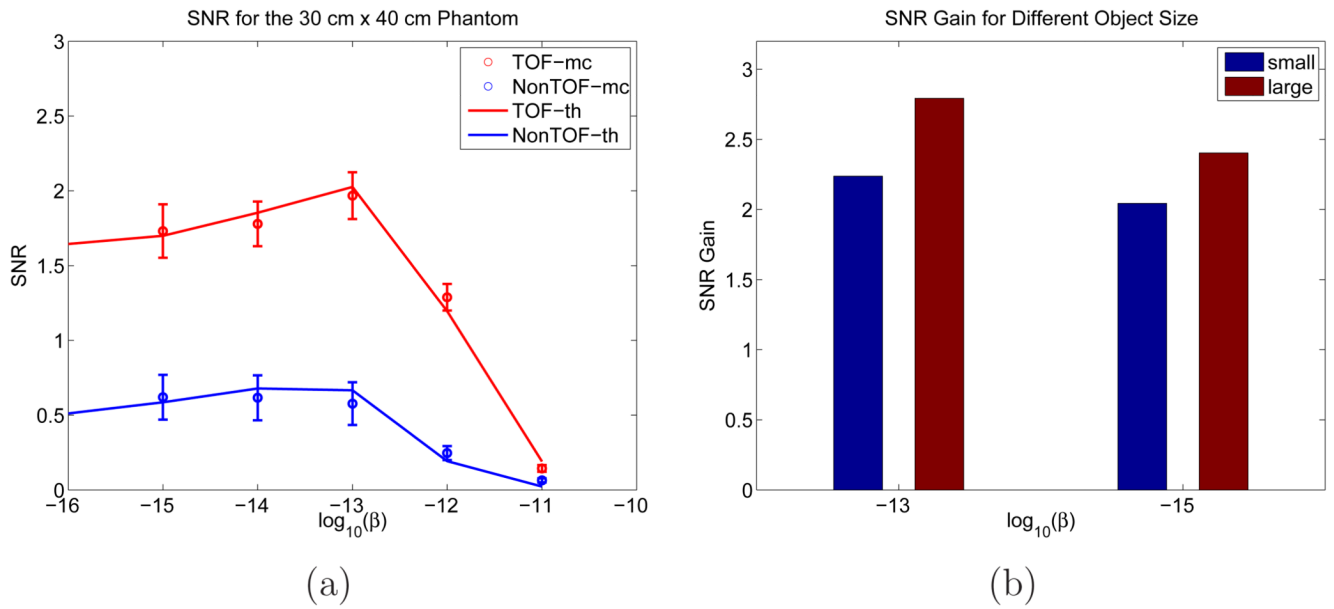 SNR for the 30 cm x 40 cm Phantom
3
2.5
2
1.5
1
0.5
0
SNR
TOF−mc
NonTOF−mc
TOF−th
NonTOF−th
−16 −15 −14 −13 −12 −11 −10
log10(β)
(a)
SNR Gain for Different Object Size
3
2.5
2
1.5
1
0.5
0
SNR Gain
small
large
−13 −15
log10(β)
(b)